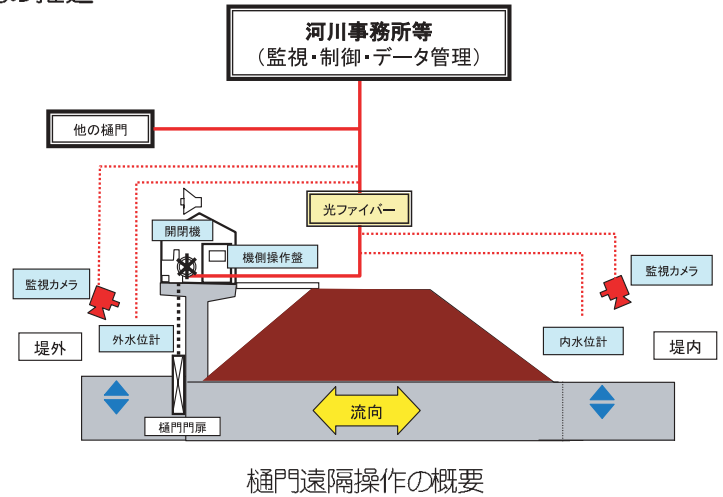 河川事務所等
(監視・制御・データ管理)
他の樋門
光ファイバー
開閉機
機側操作盤
監視カメラ
監視カメラ
外水位計
内水位計
堤外
堤内
流向
樋門門扉
樋門遠隔操作の概要